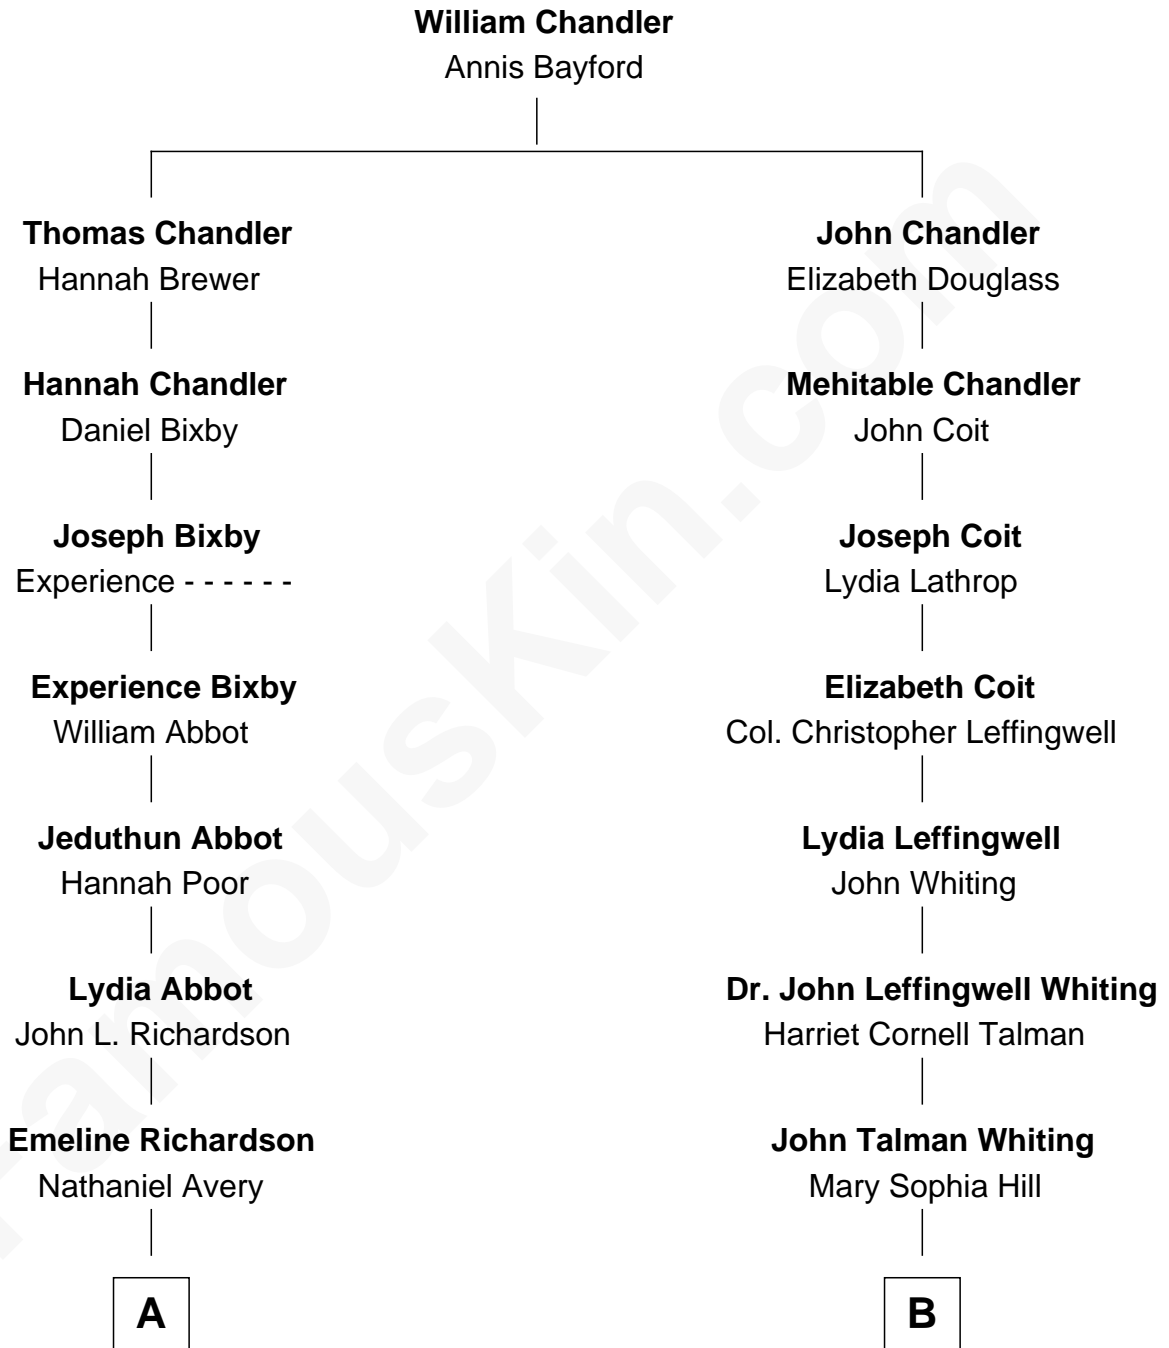 William Chandler
Annis Bayford
Thomas Chandler
Hannah Brewer
John Chandler
Elizabeth Douglass
Hannah Chandler
Daniel Bixby
Mehitable Chandler
John Coit
Joseph Bixby
Experience - - - - - -
Joseph Coit
Lydia Lathrop
Experience Bixby
William Abbot
Elizabeth Coit
Col. Christopher Leffingwell
Jeduthun Abbot
Hannah Poor
Lydia Leffingwell
John Whiting
Lydia Abbot
John L. Richardson
Dr. John Leffingwell Whiting
Harriet Cornell Talman
Emeline Richardson
Nathaniel Avery
John Talman Whiting
Mary Sophia Hill
A
B
FamousKin.com